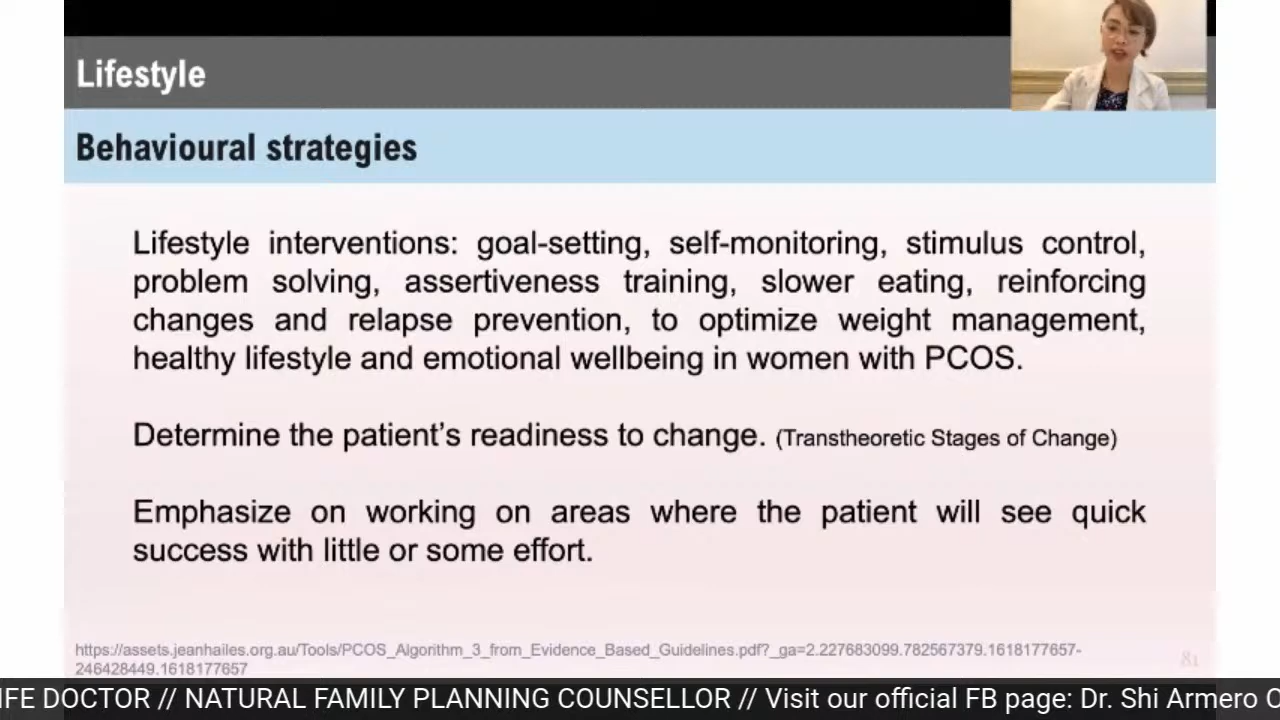 Lifestyle
Behavioural strategies
Lifestyle interventions: goal-setting, self-monitoring, stimulus control,
problem solving, assertiveness training, slower eating, reinforcing
changes and relapse prevention, to optimize weight management,
healthy lifestyle and emotional wellbeing in women with PCOS.
Determine the patient's readiness to change. (Transtheoretic Stages of Change)
Emphasize on working on areas where the patient will see quick
success with little or some effort.
https://assets.jeanhailes.org.au/Tools/PCOS_Algorithm_3_from_Evidence_Based_Guidelines.pdf?_ga=2.227683099.782567379.1618177657-
246428449.1618177657
81
IFE DOCTOR // NATURAL FAMILY PLANNING COUNSELLOR // Visit our official FB page: Dr. Shi Armero